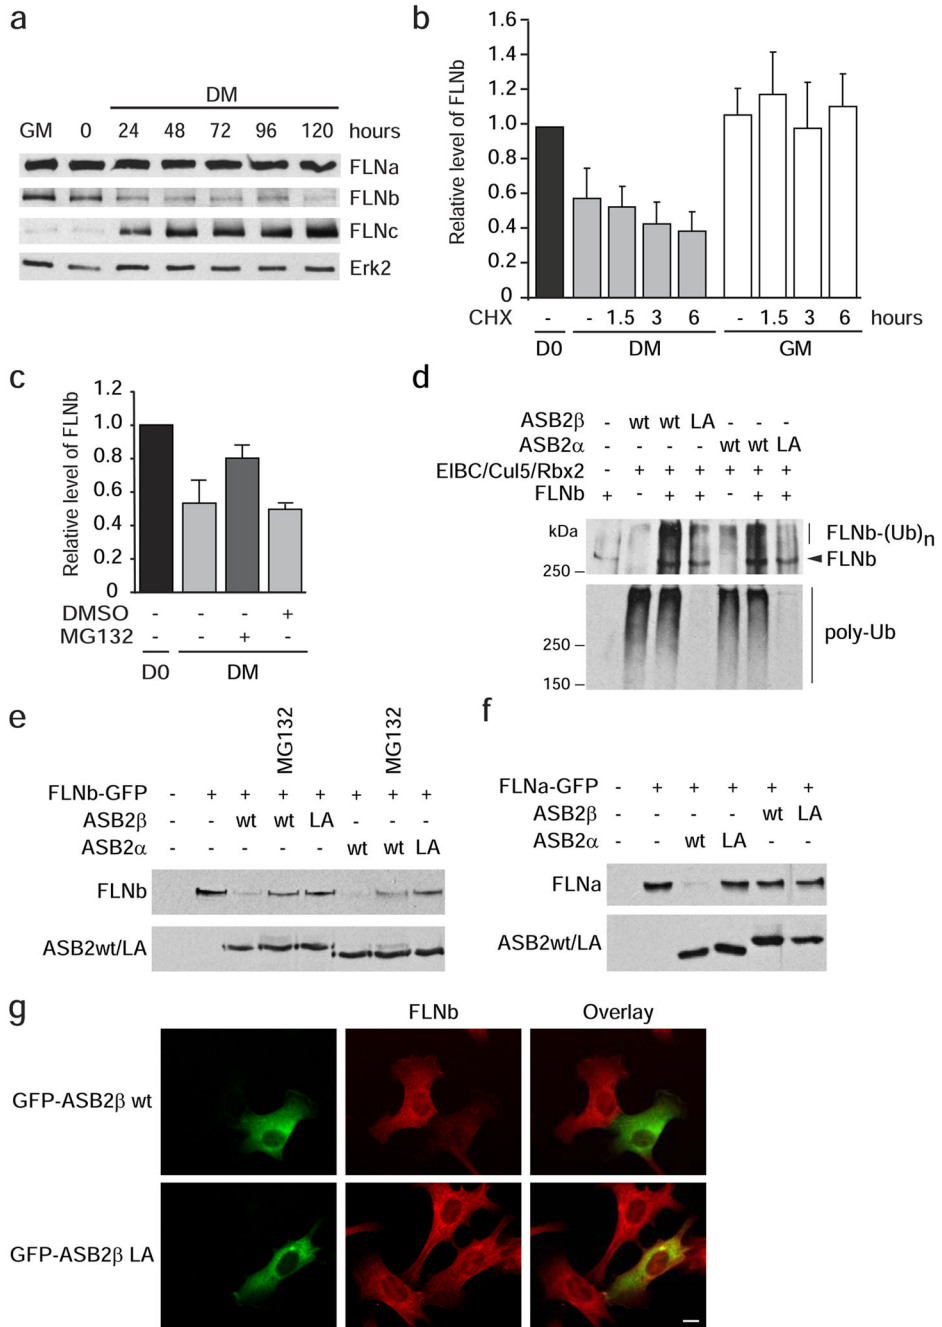 a
DM
GM 0 24 48 72 96 120 hours
FLNa
FLNb
FLNc
Erk2
b
Relative level of FLNb
1.6
1.4
1.2
1.0
0.8
0.6
0.4
0.2
0
CHX - - 1.5 3 6 - 1.5 3 6 hours
D0 DM GM
c
Relative level of FLNb
1.2
1.0
0.8
0.6
0.4
0.2
0
DMSO - - - +
MG132 - - + -
D0 DM
d
ASB2β - wt wt LA - - -
ASB2α - - - - wt wt LA
ElBC/Cul5/Rbx2 - + + + + + +
FLNb + - + + - + +
kDa
FLNb-(Ub)n
FLNb
250
poly-Ub
250
150
e
MG132 MG132
FLNb-GFP - + + + + + + +
ASB2β - - wt wt LA - - -
ASB2α - - - - - wt wt LA
FLNb
ASB2wt/LA
f
FLNa-GFP - + + + + +
ASB2β - - - - wt LA
ASB2α - - wt LA - -
FLNa
ASB2wt/LA
g
FLNb Overlay
GFP-ASB2β wt
GFP-ASB2β LA